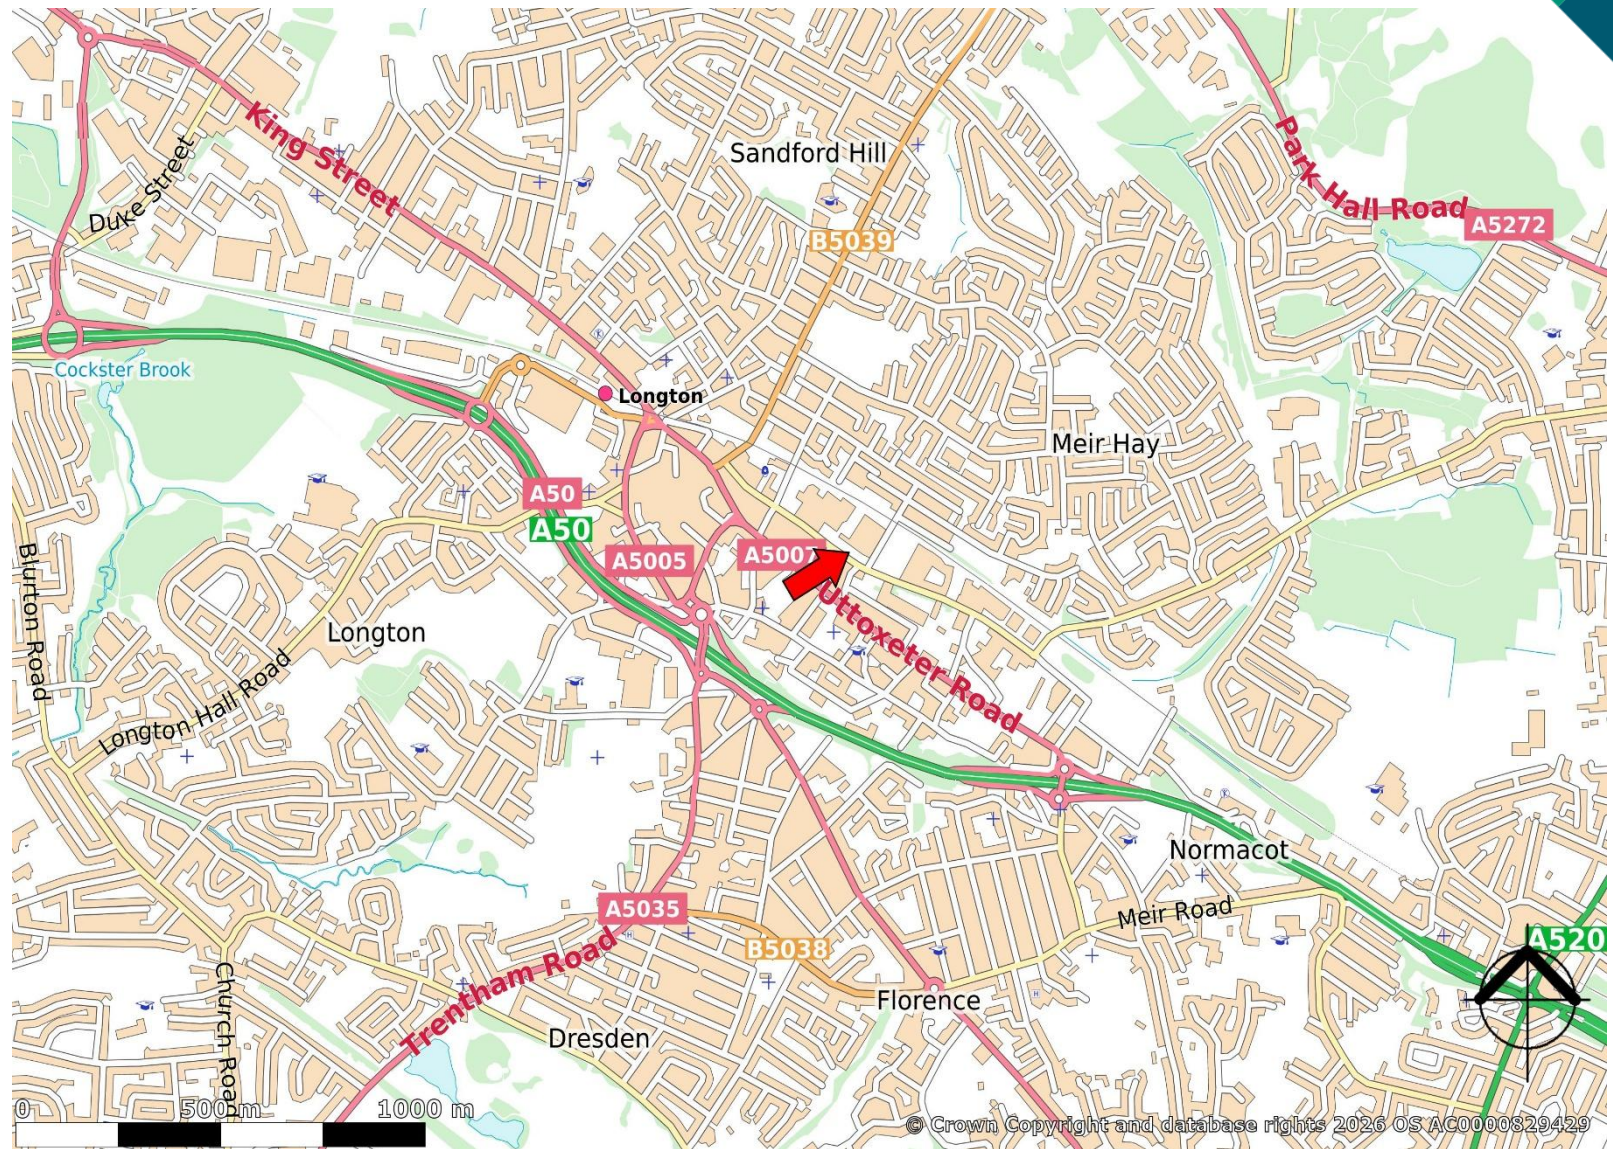 King Street
Duke Street
Sandford Hill
Park Hall Road
A5272
B5039
Cockster Brook
Longton
Meir Hay
A50
A50
A5005
A5007
Uttoxeter Road
Blurton Road
Longton
Longton Hall Road
Normacot
Meir Road
A5035
B5038
A520
Trentham Road
Florence
Church Road
Dresden
0 500 m 1000 m
© Crown Copyright and database rights 2026 OS AC0000829429